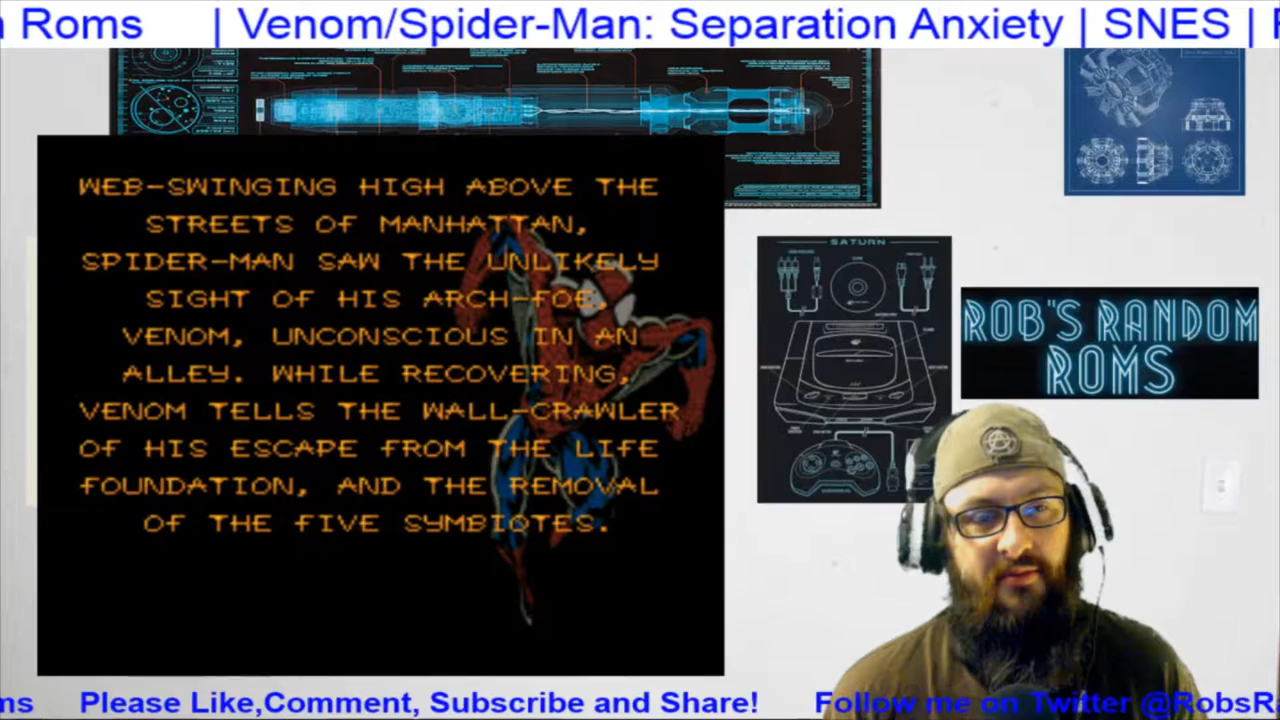 n Roms | Venom/Spider-Man: Separation Anxiety | SNES |
WEB-SWINGING HIGH ABOVE THE
STREETS OF MANHATTAN,
SPIDER-MAN SAW THE UNLIKELY
SIGHT OF HIS ARCH-FOE,
VENOM, UNCONSCIOUS IN AN
ALLEY. WHILE RECOVERING,
VENOM TELLS THE WALL-CRAWLER
OF HIS ESCAPE FROM THE LIFE
FOUNDATION, AND THE REMOVAL
OF THE FIVE SYMBIOTES.
SATURN
ROB'S RANDOM
ROMS
ms Please Like,Comment, Subscribe and Share! Follow me on Twitter @RobsR